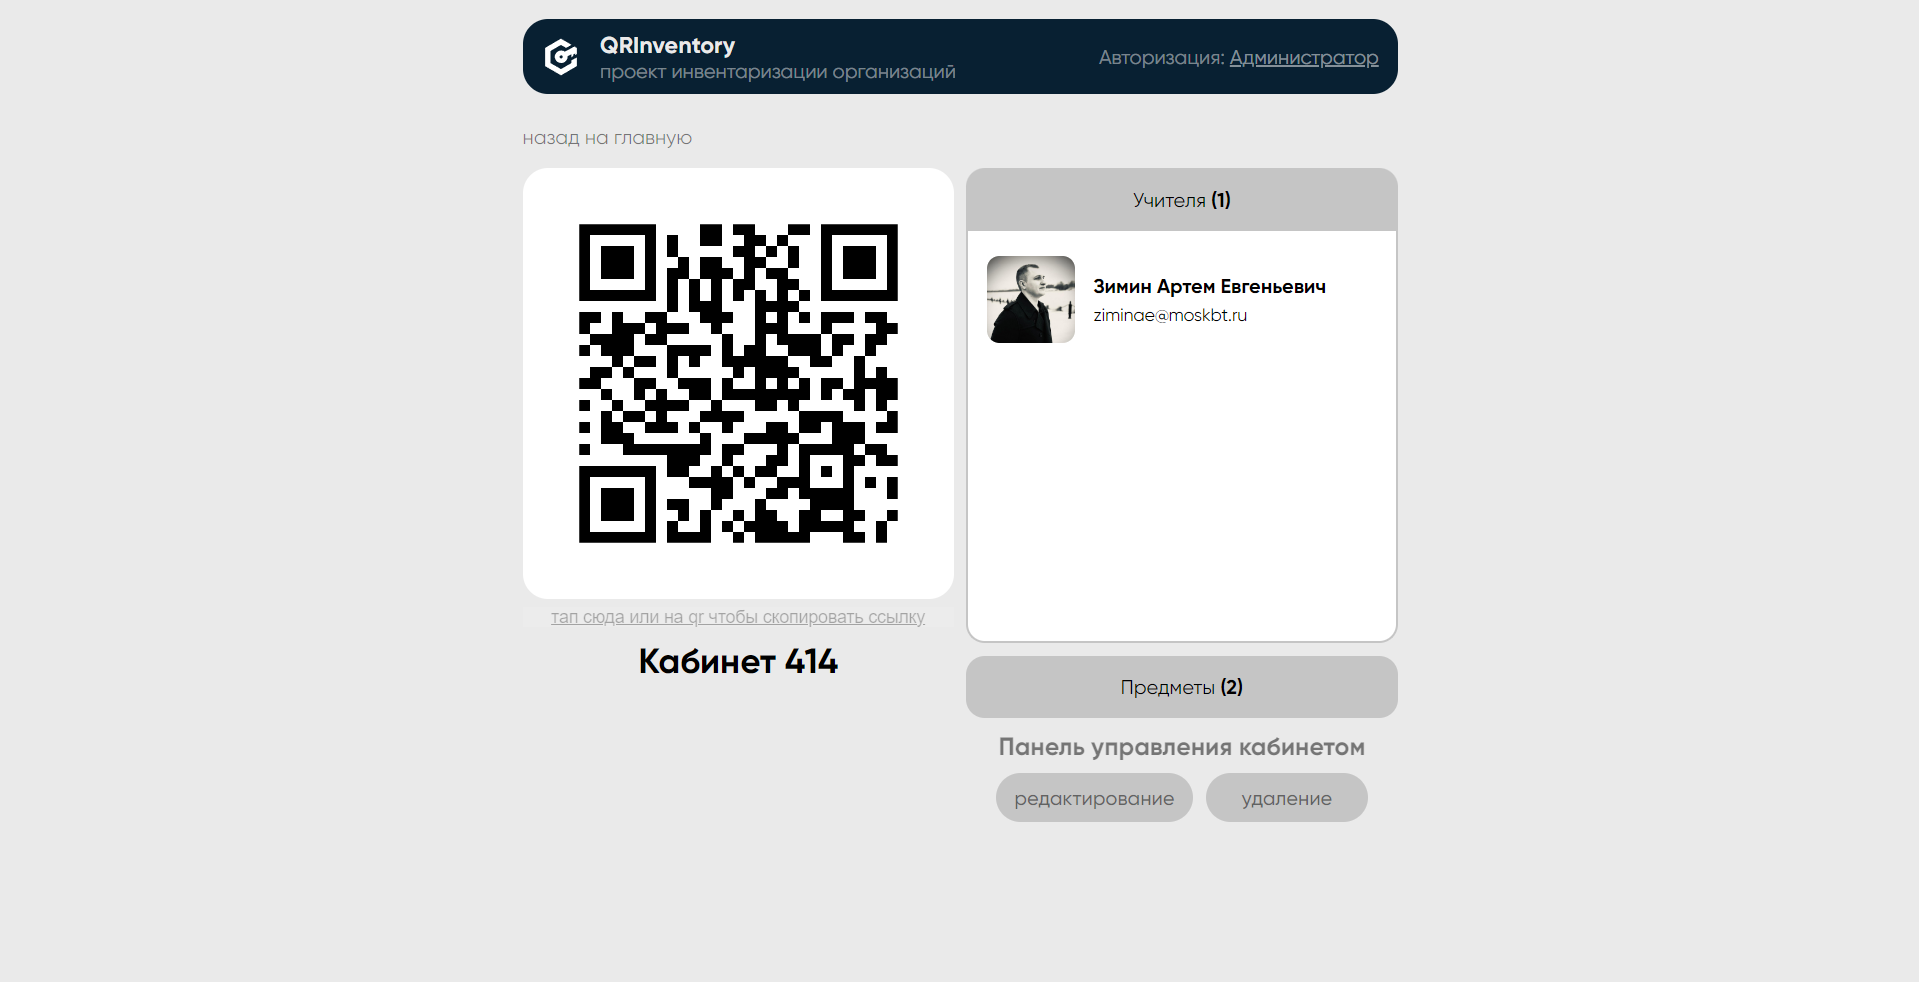 QRInventory
проект инвентаризации организаций
Авторизация: Администратор
назад на главную
тап сюда или на qr чтобы скопировать ссылку
Кабинет 414
Учителя (1)
Зимин Артем Евгеньевич
ziminae@moskbt.ru
Предметы (2)
Панель управления кабинетом
редактирование
удаление